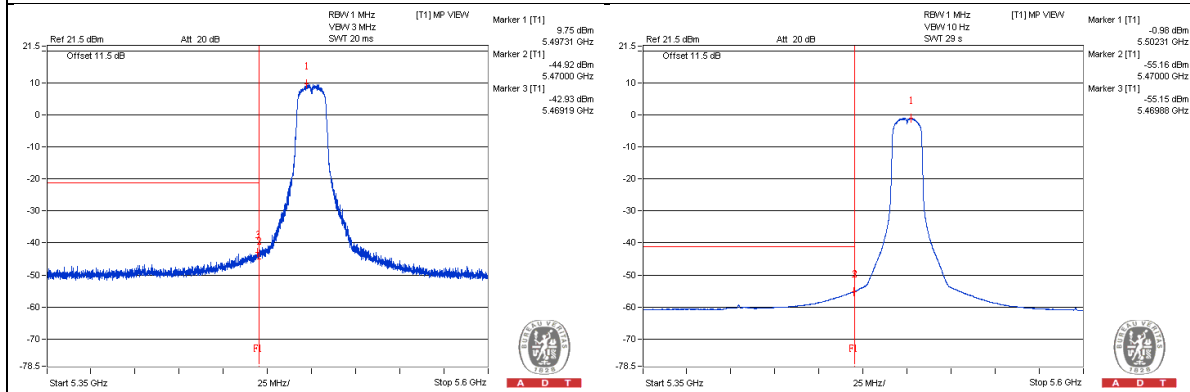 RBW 1 MHz
VBW 3 MHz
SWT 20 ms
[T1] MP VIEW
Ref 21.5 dBm
Att 20 dB
Offset 11.5 dB
Marker 1 [T1]
9.75 dBm
5.49731 GHz
Marker 2 [T1]
-44.92 dBm
5.47000 GHz
Marker 3 [T1]
-42.93 dBm
5.46919 GHz
21.5
10
0
-10
-20
-30
-40
-50
-60
-70
-78.5
1
3
F1
Start 5.35 GHz
25 MHz/
Stop 5.6 GHz
BUREAU VERITAS
1828
A D T
RBW 1 MHz
VBW 10 Hz
SWT 29 s
[T1] MP VIEW
Ref 21.5 dBm
Att 20 dB
Offset 11.5 dB
Marker 1 [T1]
-0.98 dBm
5.50231 GHz
Marker 2 [T1]
-55.16 dBm
5.47000 GHz
Marker 3 [T1]
-55.15 dBm
5.46988 GHz
21.5
10
0
-10
-20
-30
-40
-50
-60
-70
-78.5
1
F1
Start 5.35 GHz
25 MHz/
Stop 5.6 GHz
BUREAU VERITAS
1828
A D T